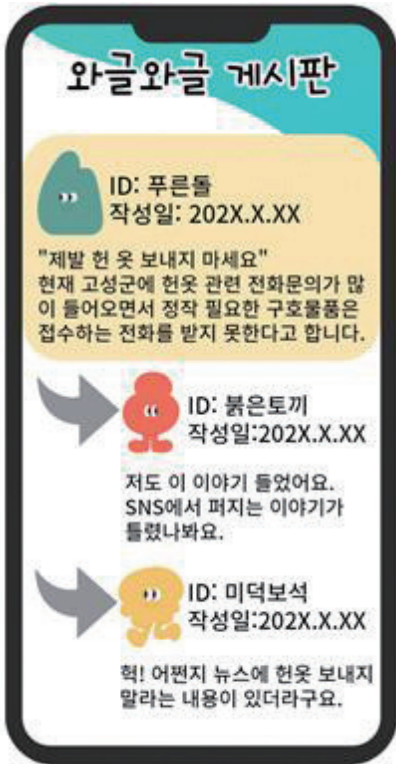 와글와글 게시판
ID: 푸른돌
작성일: 202X.X.XX
"제발 헌 옷 보내지 마세요"
현재 고성군에 헌옷 관련 전화문의가 많
이 들어오면서 정작 필요한 구호물품은
접수하는 전화를 받지 못한다고 합니다.
ID: 붉은토끼
작성일:202X.X.XX
저도 이 이야기 들었어요.
SNS에서 퍼지는 이야기가
틀렸나봐요.
ID: 미덕보석
작성일:202X.X.XX
헉! 어쩐지 뉴스에 헌옷 보내지
말라는 내용이 있더라구요.